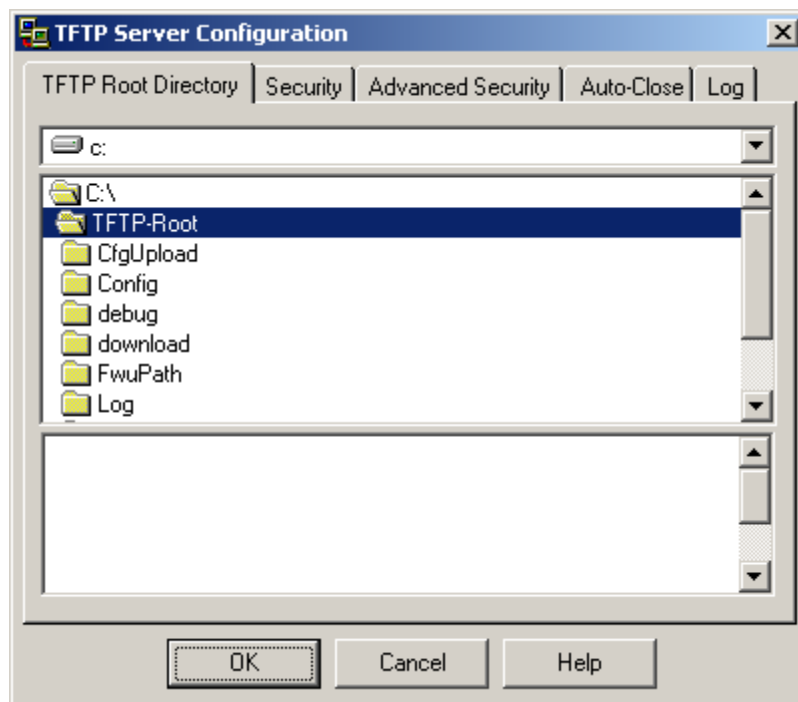 TFTP Server Configuration
TFTP Root Directory Security Advanced Security Auto-Close Log
c:
C:\
TFTP-Root
CfgUpload
Config
debug
download
FwuPath
Log
OK Cancel Help